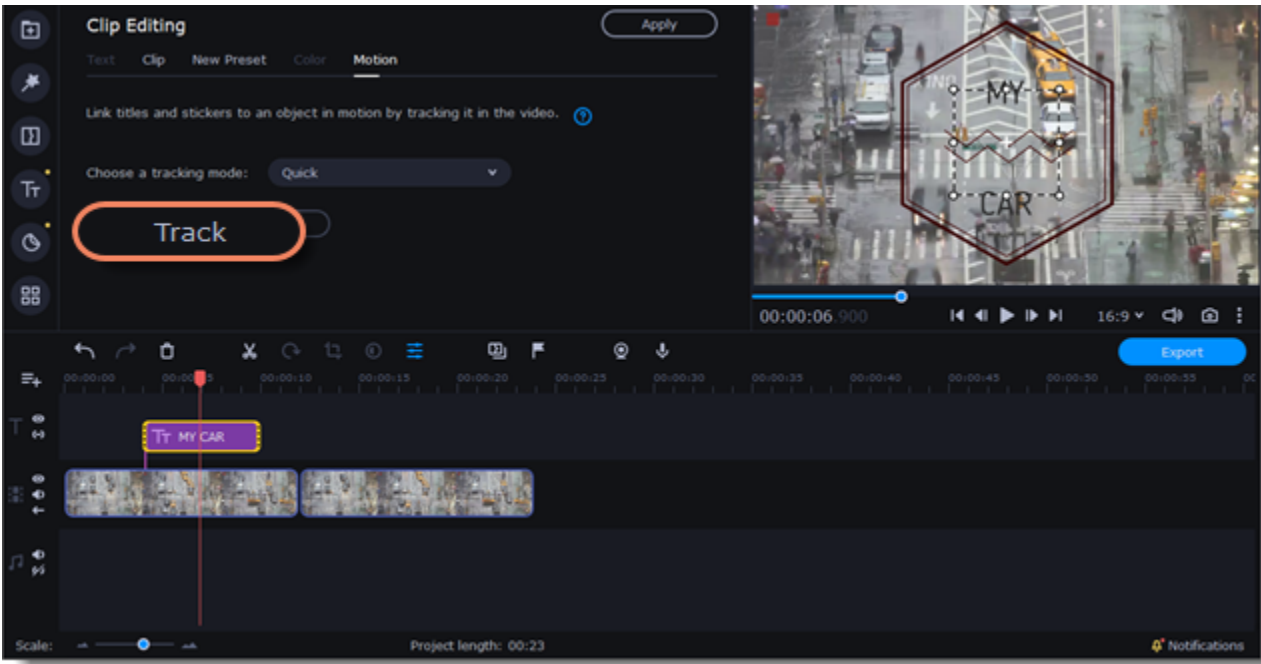 Clip Editing
Apply
Text Clip New Preset Color Motion
Link titles and stickers to an object in motion by tracking it in the video. ?
Choose a tracking mode: Quick
Track
MY
CAR
00:00:06.900
16:9
Export
00:00:00 00:00:10 00:00:15 00:00:20 00:00:25 00:00:30 00:00:35 00:00:40 00:00:45 00:00:50 00:00:55
MY CAR
Scale:
Project length: 00:23
Notifications